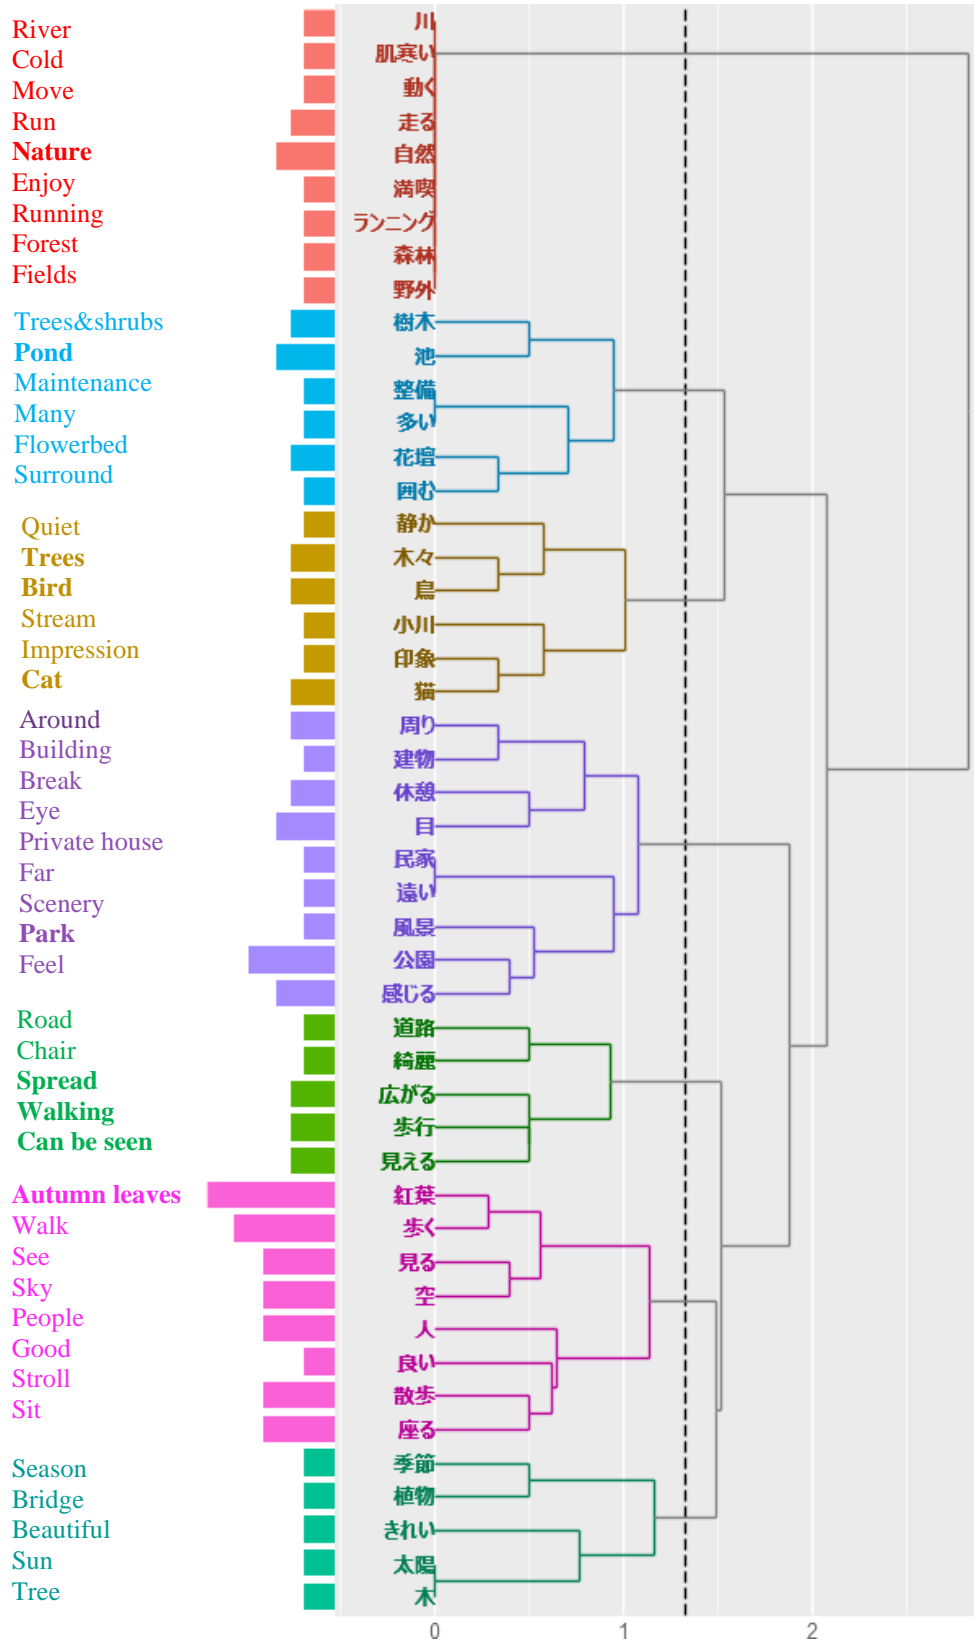 River 川
Cold 肌寒い
Move 動く
Run 走る
Nature 自然
Enjoy 満喫
Running ランニング
Forest 森林
Fields 野外
Trees&shrubs 樹木
Pond 池
Maintenance 整備
Many 多い
Flowerbed 花壇
Surround 囲む
Quiet 静か
Trees 木々
Bird 鳥
Stream 小川
Impression 印象
Cat 猫
Around 周り
Building 建物
Break 休憩
Eye 目
Private house 民家
Far 遠い
Scenery 風景
Park 公園
Feel 感じる
Road 道路
Chair 綺麗
Spread 広がる
Walking 歩行
Can be seen 見える
Autumn leaves 紅葉
Walk 歩く
See 見る
Sky 空
People 人
Good 良い
Stroll 散歩
Sit 座る
Season 季節
Bridge 植物
Beautiful きれい
Sun 太陽
Tree 木
0 1 2